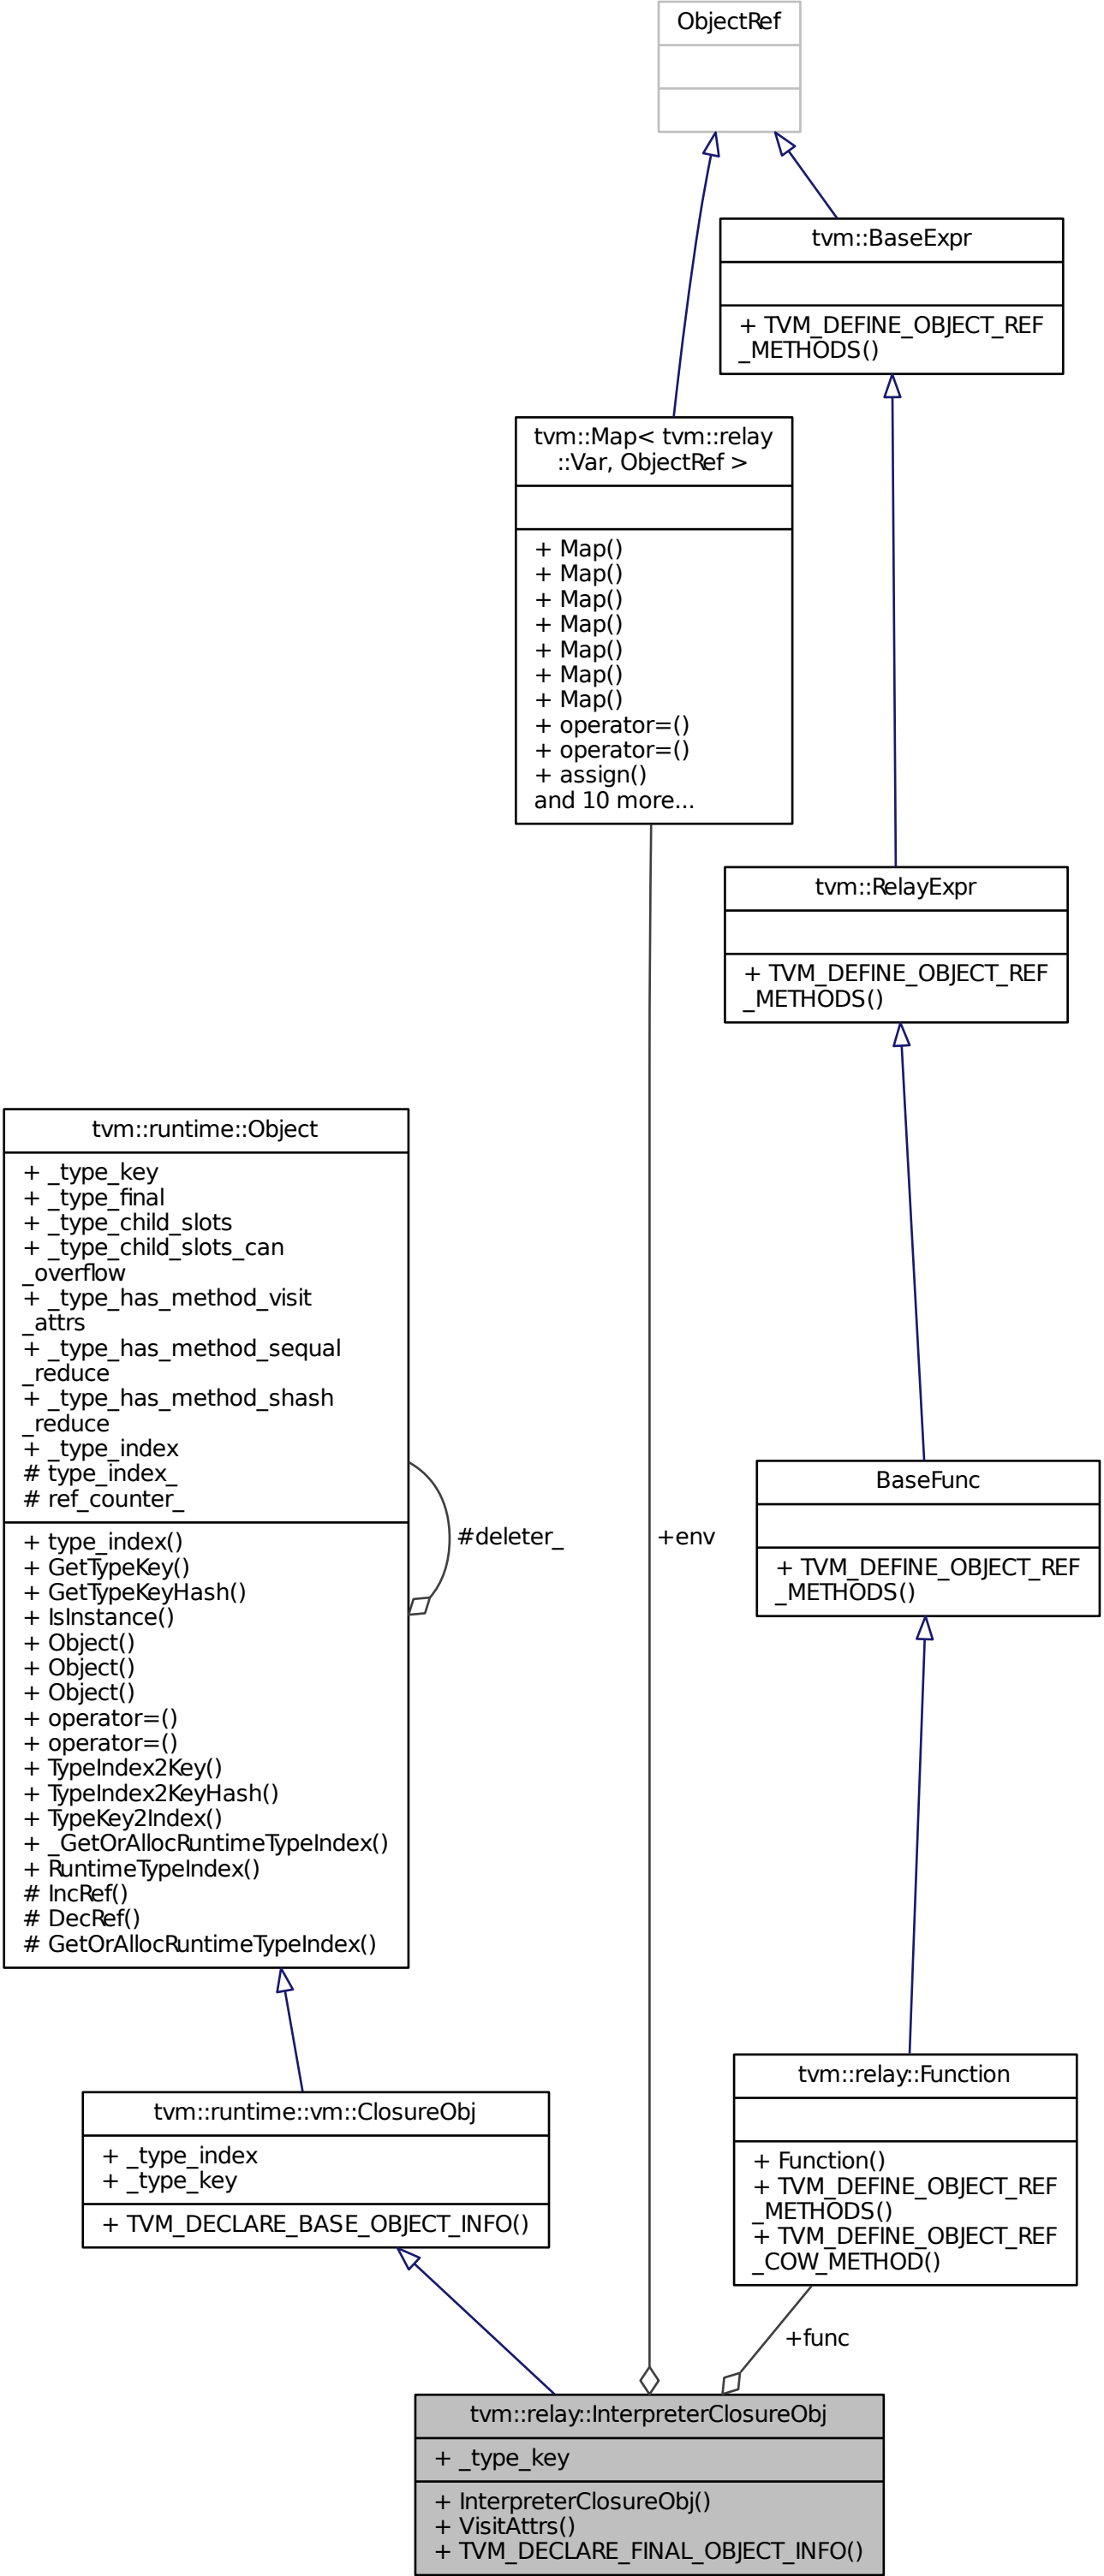 ObjectRef
tvm::BaseExpr
+ TVM_DEFINE_OBJECT_REF
_METHODS()
tvm::Map< tvm::relay
::Var, ObjectRef >
+ Map()
+ Map()
+ Map()
+ Map()
+ Map()
+ Map()
+ Map()
+ operator=()
+ operator=()
+ assign()
and 10 more...
tvm::RelayExpr
+ TVM_DEFINE_OBJECT_REF
_METHODS()
tvm::runtime::Object
+ _type_key
+ _type_final
+ _type_child_slots
+ _type_child_slots_can
_overflow
+ _type_has_method_visit
_attrs
+ _type_has_method_sequal
_reduce
+ _type_has_method_shash
_reduce
+ _type_index
# type_index_
# ref_counter_
+ type_index()
+ GetTypeKey()
+ GetTypeKeyHash()
+ IsInstance()
+ Object()
+ Object()
+ Object()
+ operator=()
+ operator=()
+ TypeIndex2Key()
+ TypeIndex2KeyHash()
+ TypeKey2Index()
+ _GetOrAllocRuntimeTypeIndex()
+ RuntimeTypeIndex()
# IncRef()
# DecRef()
# GetOrAllocRuntimeTypeIndex()
#deleter_
+env
BaseFunc
+ TVM_DEFINE_OBJECT_REF
_METHODS()
tvm::runtime::vm::ClosureObj
+ _type_index
+ _type_key
+ TVM_DECLARE_BASE_OBJECT_INFO()
tvm::relay::Function
+ Function()
+ TVM_DEFINE_OBJECT_REF
_METHODS()
+ TVM_DEFINE_OBJECT_REF
_COW_METHOD()
+func
tvm::relay::InterpreterClosureObj
+ _type_key
+ InterpreterClosureObj()
+ VisitAttrs()
+ TVM_DECLARE_FINAL_OBJECT_INFO()